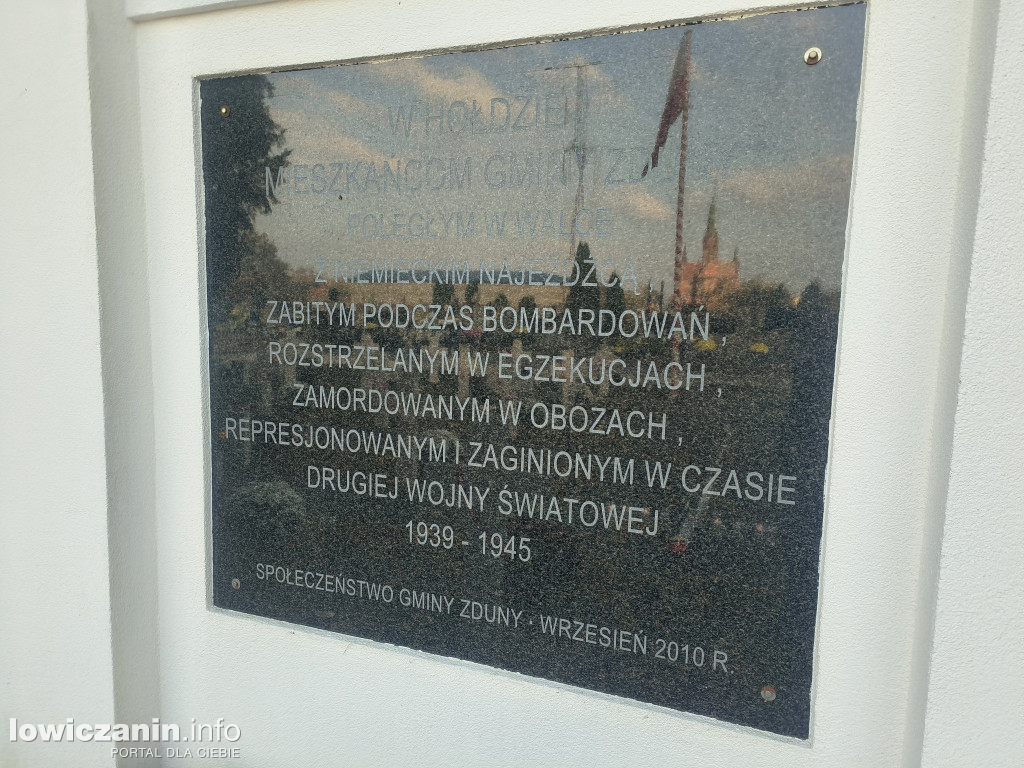 W HOŁDZIE
MIESZKAŃCOM GMINY ZDUNY
POLEGŁYM W WALCE
Z NIEMIECKIM NAJEŹDŹCĄ ,
ZABITYM PODCZAS BOMBARDOWAŃ ,
ROZSTRZELANYM W EGZEKUCJACH ,
ZAMORDOWANYM W OBOZACH ,
REPRESJONOWANYM I ZAGINIONYM W CZASIE
DRUGIEJ WOJNY ŚWIATOWEJ
1939 - 1945
SPOŁECZEŃSTWO GMINY ZDUNY · WRZESIEŃ 2010 R.
lowiczanin.info
PORTAL DLA CIEBIE